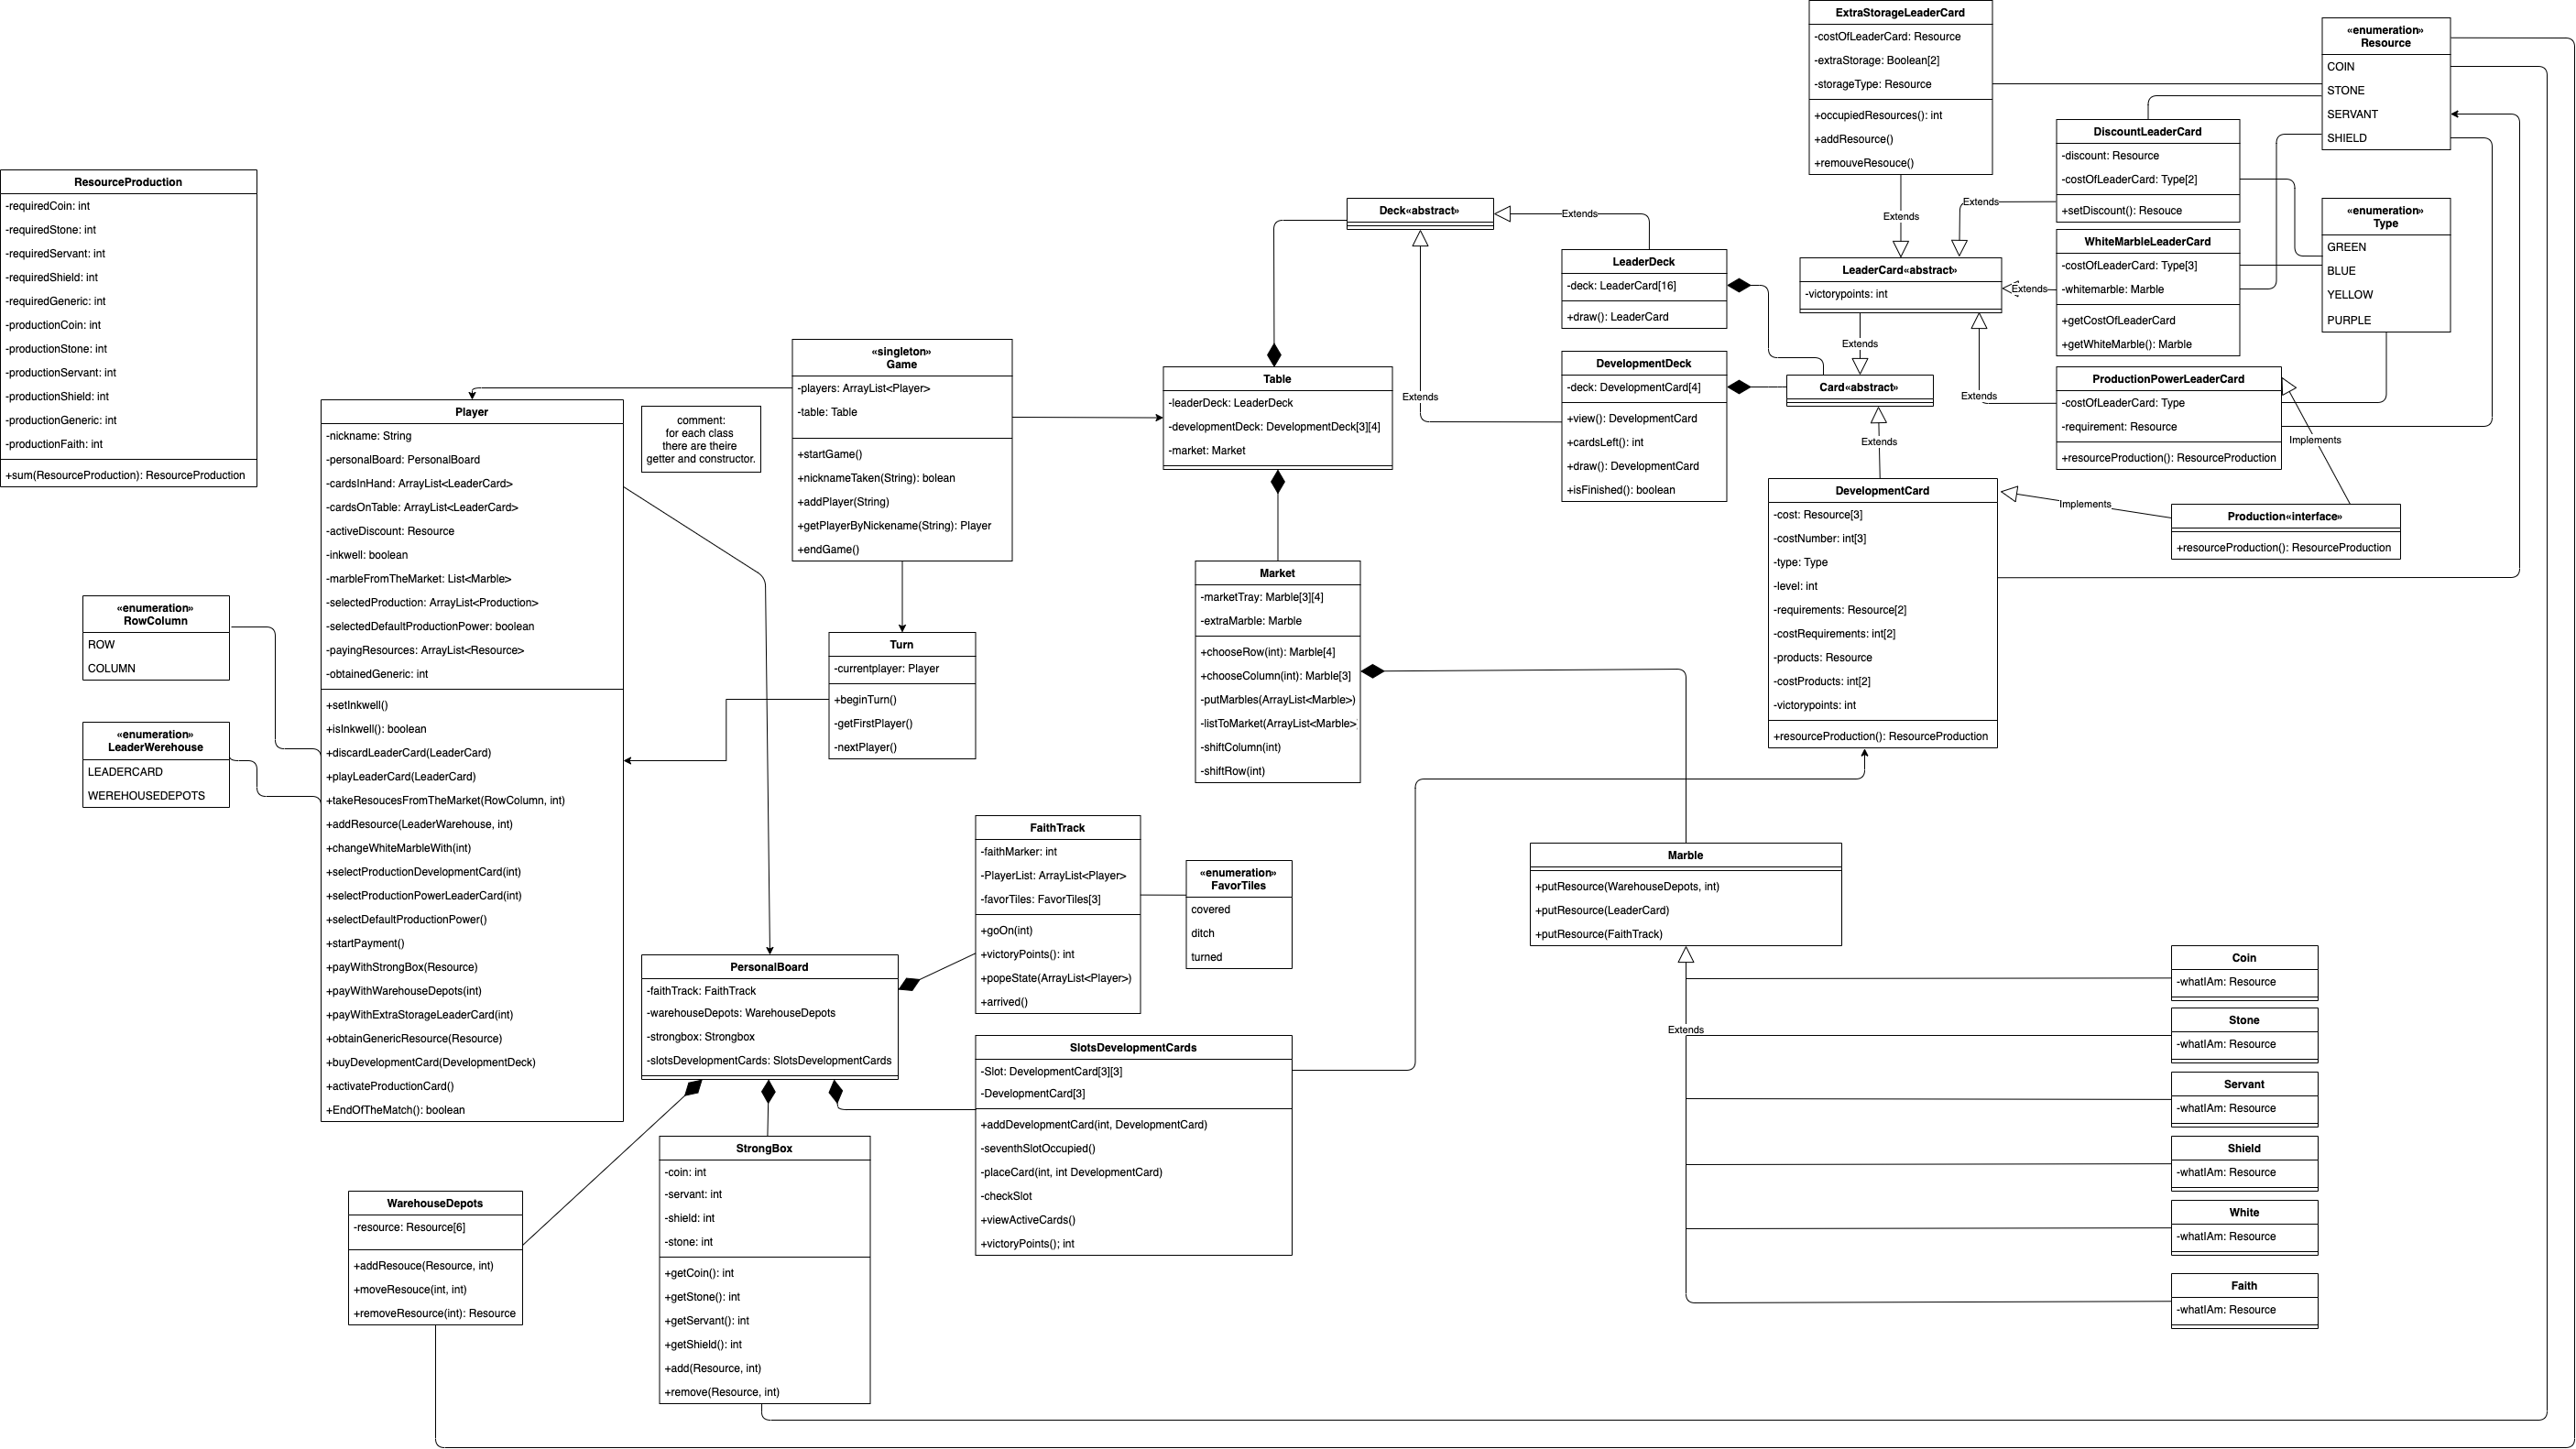 ResourceProduction
-requiredCoin: int
-requiredStone: int
-requiredServant: int
-requiredShield: int
-requiredGeneric: int
-productionCoin: int
-productionStone: int
-productionServant: int
-productionShield: int
-productionGeneric: int
-productionFaith: int
+sum(ResourceProduction): ResourceProduction
«enumeration»
RowColumn
ROW
COLUMN
«enumeration»
LeaderWerehouse
LEADERCARD
WEREHOUSEDEPOTS
Player
-nickname: String
-personalBoard: PersonalBoard
-cardsInHand: ArrayList<LeaderCard>
-cardsOnTable: ArrayList<LeaderCard>
-activeDiscount: Resource
-inkwell: boolean
-marbleFromTheMarket: List<Marble>
-selectedProduction: ArrayList<Production>
-selectedDefaultProductionPower: boolean
-payingResources: ArrayList<Resource>
-obtainedGeneric: int
+setInkwell()
+isInkwell(): boolean
+discardLeaderCard(LeaderCard)
+playLeaderCard(LeaderCard)
+takeResoucesFromTheMarket(RowColumn, int)
+addResource(LeaderWarehouse, int)
+changeWhiteMarbleWith(int)
+selectProductionDevelopmentCard(int)
+selectProductionPowerLeaderCard(int)
+selectDefaultProductionPower()
+startPayment()
+payWithStrongBox(Resource)
+payWithWarehouseDepots(int)
+payWithExtraStorageLeaderCard(int)
+obtainGenericResource(Resource)
+buyDevelopmentCard(DevelopmentDeck)
+activateProductionCard()
+EndOfTheMatch(): boolean
comment:
for each class
there are theire
getter and constructor.
«singleton»
Game
-players: ArrayList<Player>
-table: Table
+startGame()
+nicknameTaken(String): bolean
+addPlayer(String)
+getPlayerByNickename(String): Player
+endGame()
Turn
-currentplayer: Player
+beginTurn()
-getFirstPlayer()
-nextPlayer()
Table
-leaderDeck: LeaderDeck
-developmentDeck: DevelopmentDeck[3][4]
-market: Market
Market
-marketTray: Marble[3][4]
-extraMarble: Marble
+chooseRow(int): Marble[4]
+chooseColumn(int): Marble[3]
-putMarbles(ArrayList<Marble>)
-listToMarket(ArrayList<Marble>
-shiftColumn(int)
-shiftRow(int)
Deck«abstract»
Extends
Extends
LeaderDeck
-deck: LeaderCard[16]
+draw(): LeaderCard
DevelopmentDeck
-deck: DevelopmentCard[4]
+view(): DevelopmentCard
+cardsLeft(): int
+draw(): DevelopmentCard
+isFinished(): boolean
ExtraStorageLeaderCard
-costOfLeaderCard: Resource
-extraStorage: Boolean[2]
-storageType: Resource
+occupiedResources(): int
+addResource()
+remouveResouce()
Extends
Extends
LeaderCard«abstract»
-victorypoints: int
Extends
Extends
Extends
Card«abstract»
Extends
DiscountLeaderCard
-discount: Resource
-costOfLeaderCard: Type[2]
+setDiscount(): Resouce
WhiteMarbleLeaderCard
-costOfLeaderCard: Type[3]
-whitemarble: Marble
+getCostOfLeaderCard
+getWhiteMarble(): Marble
ProductionPowerLeaderCard
-costOfLeaderCard: Type
-requirement: Resource
+resourceProduction(): ResourceProduction
«enumeration»
Resource
COIN
STONE
SERVANT
SHIELD
«enumeration»
Type
GREEN
BLUE
YELLOW
PURPLE
Implements
Implements
Production«interface»
+resourceProduction(): ResourceProduction
DevelopmentCard
-cost: Resource[3]
-costNumber: int[3]
-type: Type
-level: int
-requirements: Resource[2]
-costRequirements: int[2]
-products: Resource
-costProducts: int[2]
-victorypoints: int
+resourceProduction(): ResourceProduction
FaithTrack
-faithMarker: int
-PlayerList: ArrayList<Player>
-favorTiles: FavorTiles[3]
+goOn(int)
+victoryPoints(): int
+popeState(ArrayList<Player>)
+arrived()
«enumeration»
FavorTiles
covered
ditch
turned
PersonalBoard
-faithTrack: FaithTrack
-warehouseDepots: WarehouseDepots
-strongbox: Strongbox
-slotsDevelopmentCards: SlotsDevelopmentCards
SlotsDevelopmentCards
-Slot: DevelopmentCard[3][3]
-DevelopmentCard[3]
+addDevelopmentCard(int, DevelopmentCard)
-seventhSlotOccupied()
-placeCard(int, int DevelopmentCard)
-checkSlot
+viewActiveCards()
+victoryPoints(); int
StrongBox
-coin: int
-servant: int
-shield: int
-stone: int
+getCoin(): int
+getStone(): int
+getServant(): int
+getShield(): int
+add(Resource, int)
+remove(Resource, int)
WarehouseDepots
-resource: Resource[6]
+addResouce(Resource, int)
+moveResouce(int, int)
+removeResource(int): Resource
Marble
+putResource(WarehouseDepots, int)
+putResource(LeaderCard)
+putResource(FaithTrack)
Extends
Coin
-whatIAm: Resource
Stone
-whatIAm: Resource
Servant
-whatIAm: Resource
Shield
-whatIAm: Resource
White
-whatIAm: Resource
Faith
-whatIAm: Resource